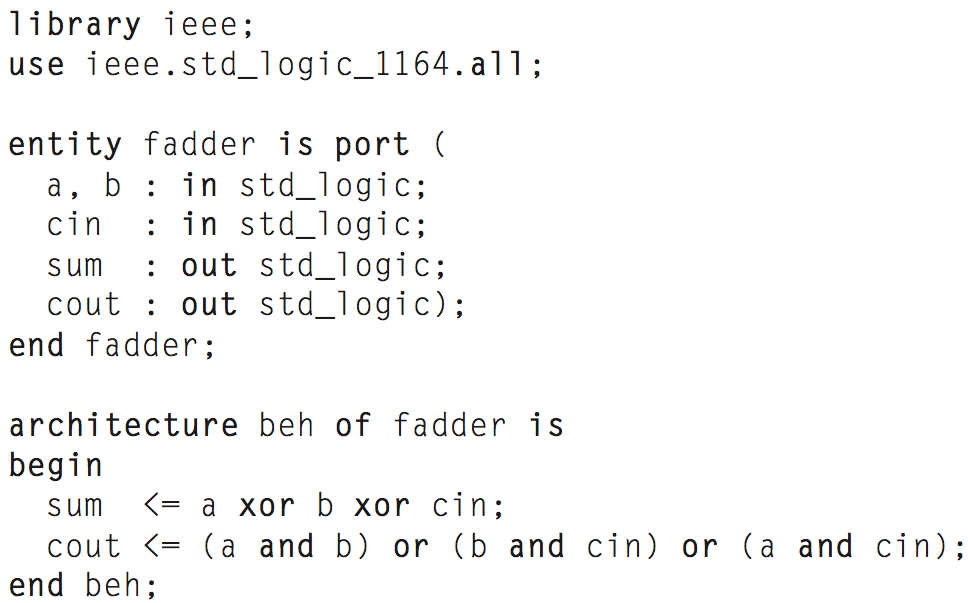 library ieee;
use ieee.std_logic_1164.all;

entity fadder is port (
  a, b : in std_logic;
  cin  : in std_logic;
  sum  : out std_logic;
  cout : out std_logic);
end fadder;

architecture beh of fadder is
begin
  sum  <= a xor b xor cin;
  cout <= (a and b) or (b and cin) or (a and cin);
end beh;